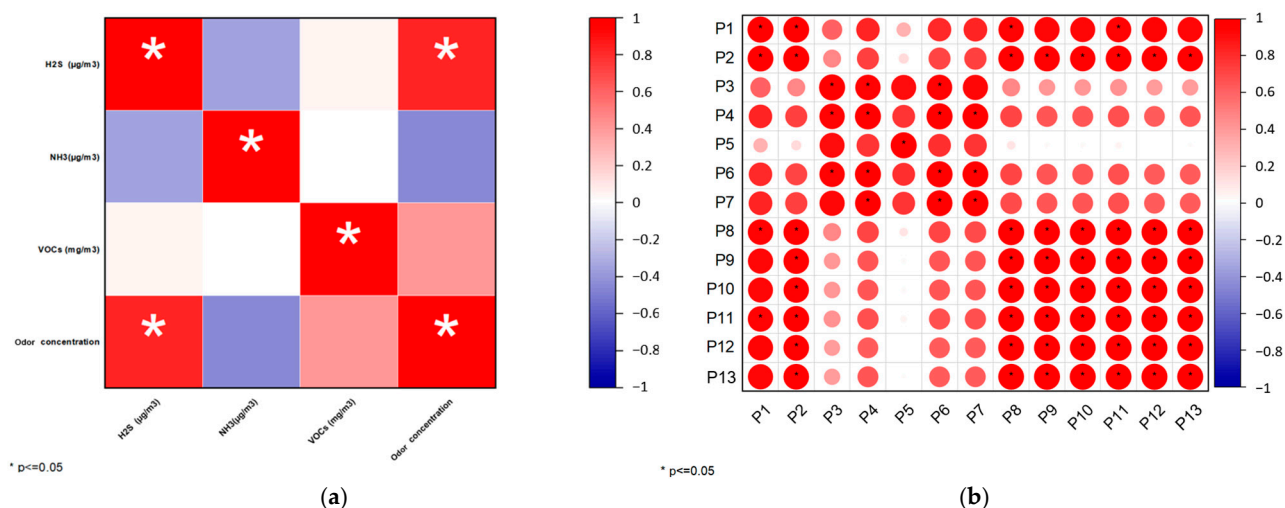 H2S (µg/m3)
NH3(µg/m3)
VOCs (mg/m3)
Odor concentration
H2S (µg/m3)
NH3(µg/m3)
VOCs (mg/m3)
Odor concentration
1
0.8
0.6
0.4
0.2
0
−0.2
−0.4
−0.6
−0.8
−1
* p<=0.05
(a)
P1
P2
P3
P4
P5
P6
P7
P8
P9
P10
P11
P12
P13
P1 P2 P3 P4 P5 P6 P7 P8 P9 P10 P11 P12 P13
1
0.8
0.6
0.4
0.2
0
−0.2
−0.4
−0.6
−0.8
−1
* p<=0.05
(b)